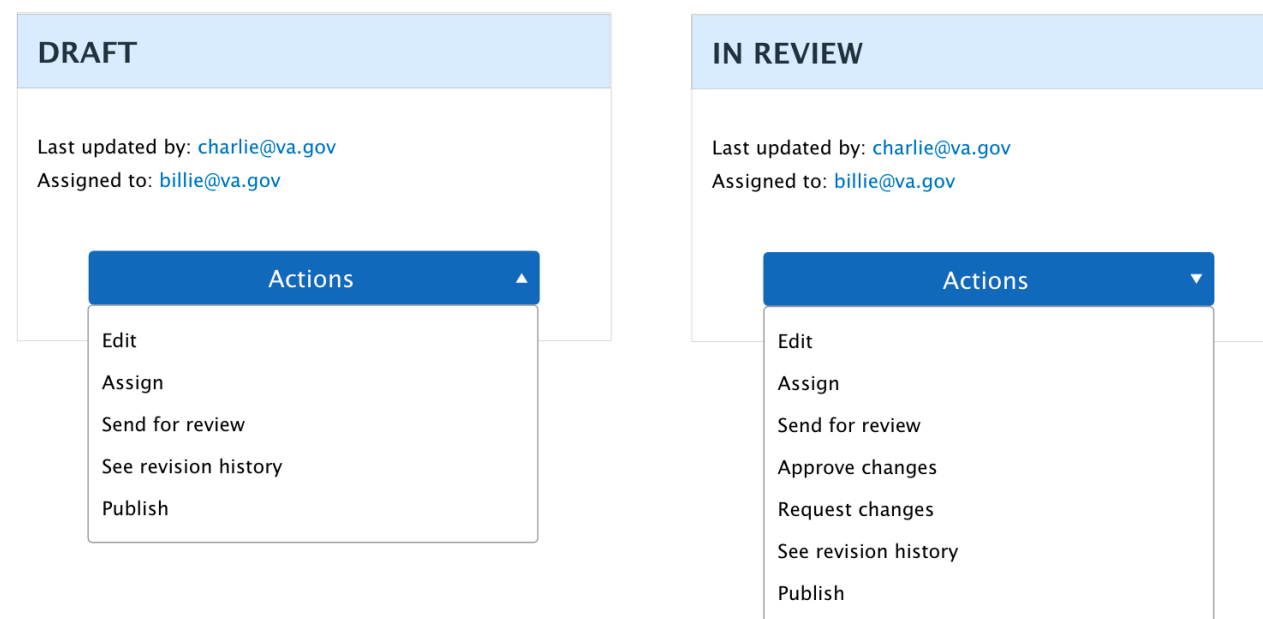 DRAFT
Last updated by: charlie@va.gov
Assigned to: billie@va.gov
Actions
Edit
Assign
Send for review
See revision history
Publish
IN REVIEW
Last updated by: charlie@va.gov
Assigned to: billie@va.gov
Actions
Edit
Assign
Send for review
Approve changes
Request changes
See revision history
Publish